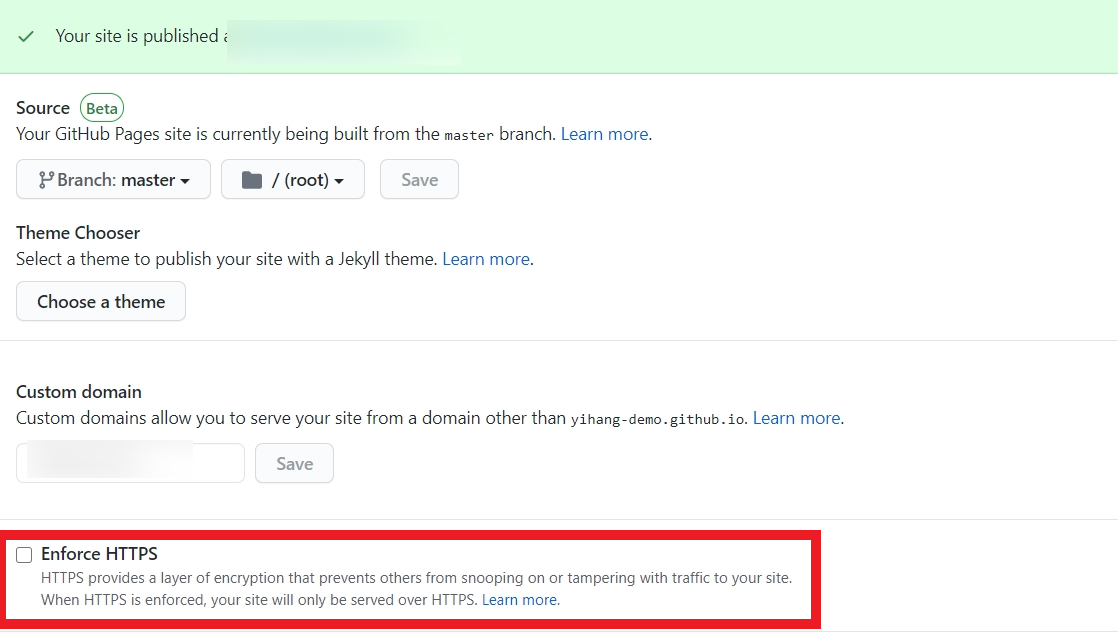 Your site is published
Source Beta
Your GitHub Pages site is currently being built from the master branch. Learn more.
Branch: master / (root) Save
Theme Chooser
Select a theme to publish your site with a Jekyll theme. Learn more.
Choose a theme
Custom domain
Custom domains allow you to serve your site from a domain other than yihang-demo.github.io. Learn more.
Save
Enforce HTTPS
HTTPS provides a layer of encryption that prevents others from snooping on or tampering with traffic to your site.
When HTTPS is enforced, your site will only be served over HTTPS. Learn more.